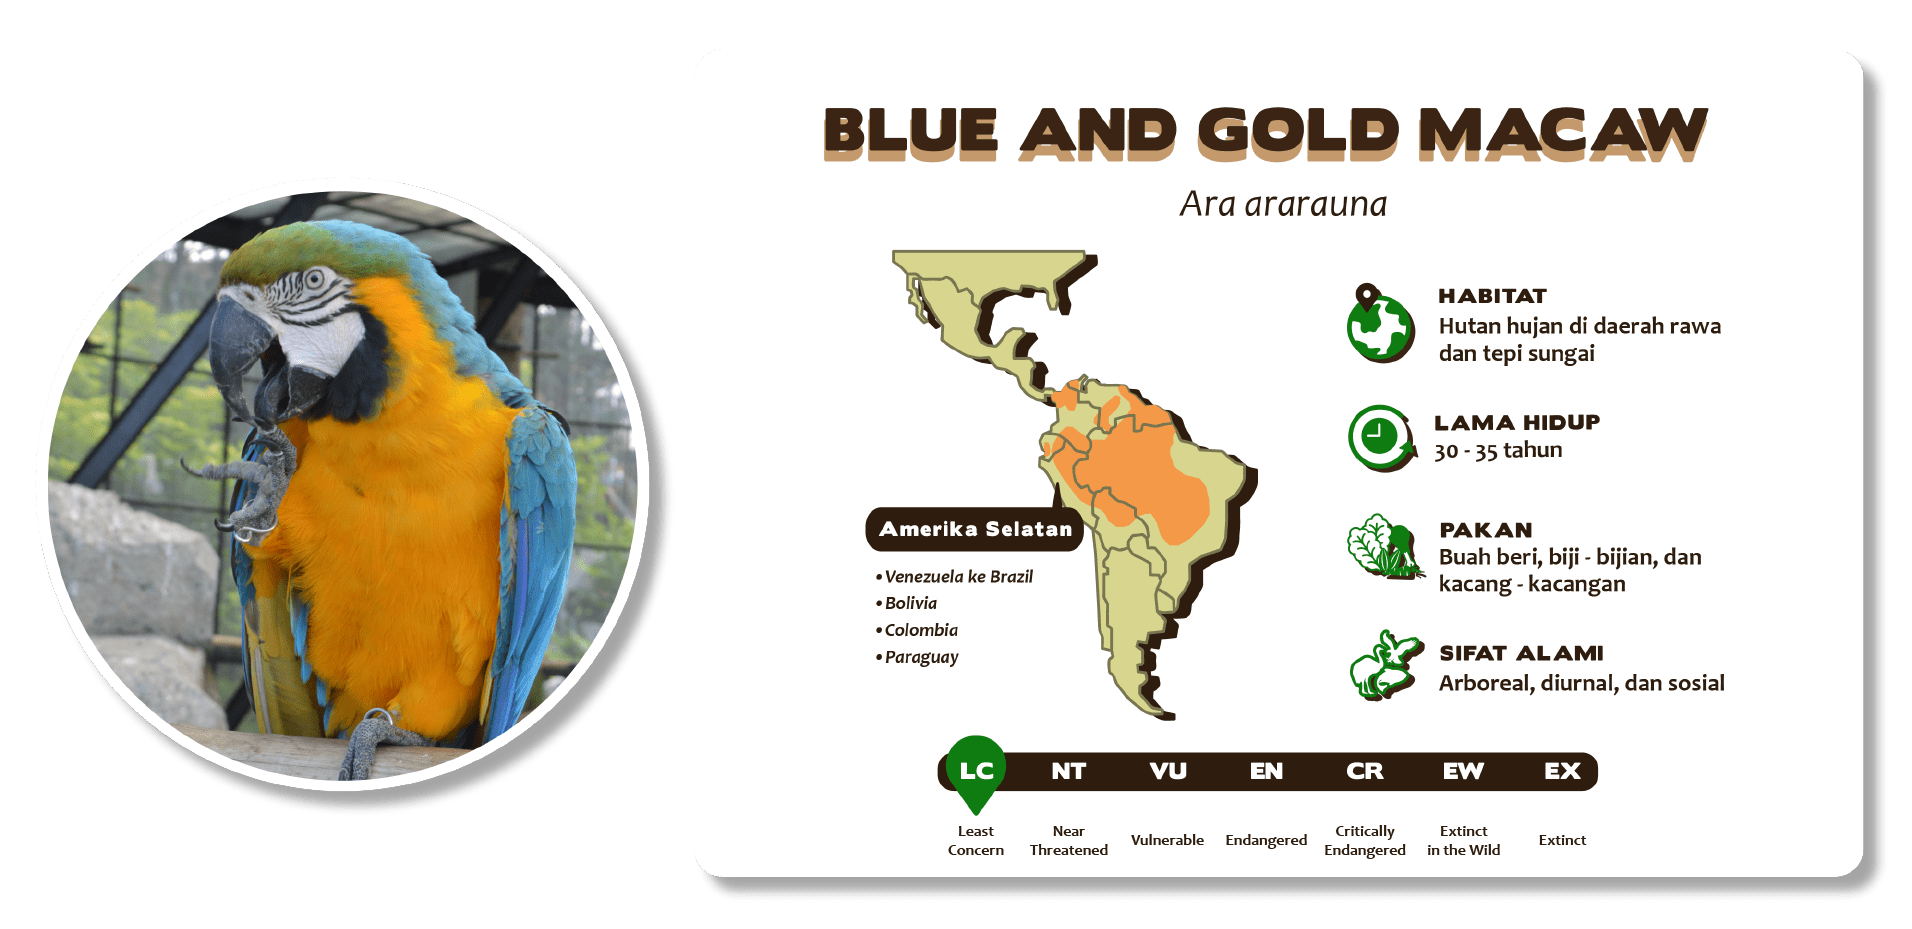 BLUE AND GOLD MACAW
Ara ararauna
HABITAT
Hutan hujan di daerah rawa
dan tepi sungai
LAMA HIDUP
30 - 35 tahun
PAKAN
Buah beri, biji - bijian, dan
kacang - kacangan
SIFAT ALAMI
Arboreal, diurnal, dan sosial
Amerika Selatan
•Venezuela ke Brazil
•Bolivia
•Colombia
•Paraguay
LC NT VU EN CR EW EX
Least
Concern
Near
Threatened
Vulnerable
Endangered
Critically
Endangered
Extinct
in the Wild
Extinct